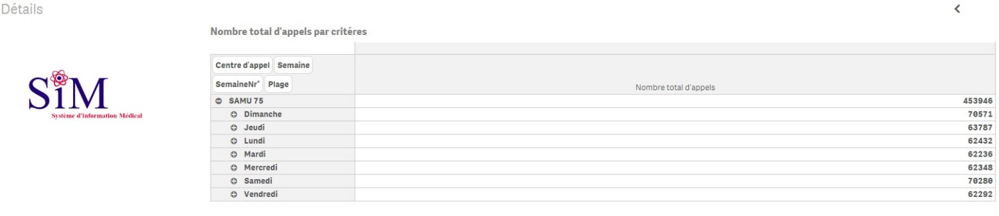 Détails
Nombre total d'appels par critéres
Centre d'appel Semaine
SemaineNr° Plage
Nombre total d'appels
SiM
Système d'information Médical
SAMU 75 453946
Dimanche 70571
Jeudi 63787
Lundi 62432
Mardi 62236
Mercredi 62348
Samedi 70280
Vendredi 62292